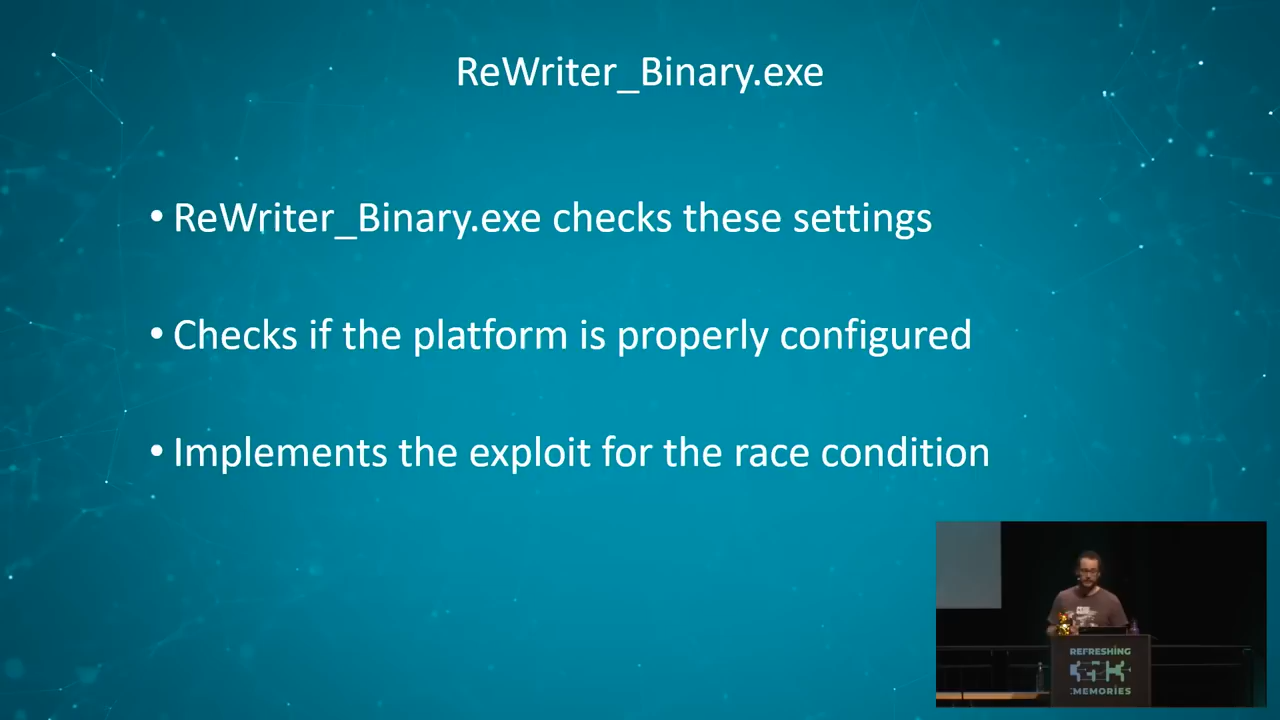 ReWriter_Binary.exe
• ReWriter_Binary.exe checks these settings
• Checks if the platform is properly configured
• Implements the exploit for the race condition
REFRESHING
:MEMORIES